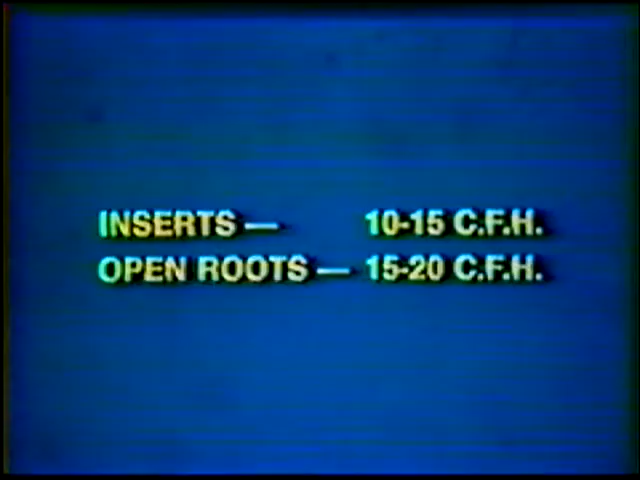 INSERTS — 10-15 C.F.H.
OPEN ROOTS — 15-20 C.F.H.